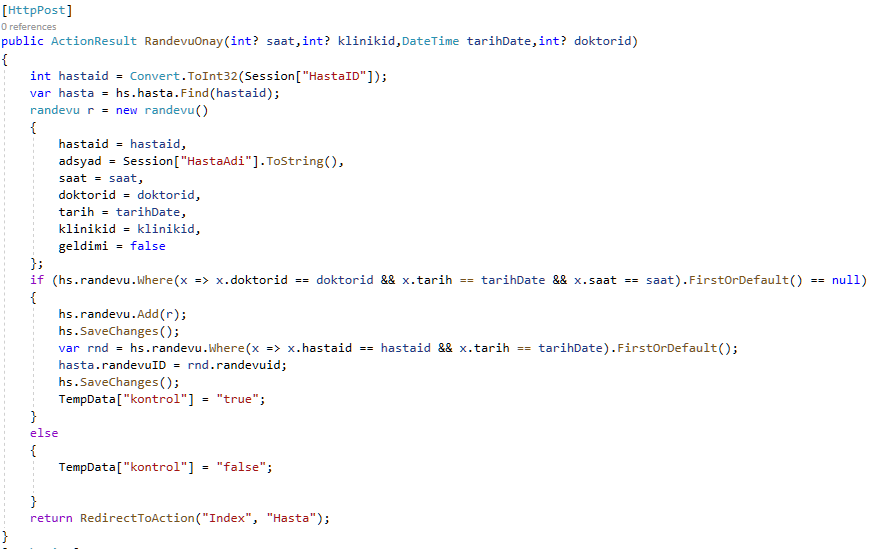 [HttpPost]
0 references
public ActionResult RandevuOnay(int? saat,int? klinikid,DateTime tarihDate,int? doktorid)
{
    int hastaid = Convert.ToInt32(Session["HastaID"]);
    var hasta = hs.hasta.Find(hastaid);
    randevu r = new randevu()
    {
        hastaid = hastaid,
        adsyad = Session["HastaAdi"].ToString(),
        saat = saat,
        doktorid = doktorid,
        tarih = tarihDate,
        klinikid = klinikid,
        geldimi = false
    };
    if (hs.randevu.Where(x => x.doktorid == doktorid && x.tarih == tarihDate && x.saat == saat).FirstOrDefault() == null)
    {
        hs.randevu.Add(r);
        hs.SaveChanges();
        var rnd = hs.randevu.Where(x => x.hastaid == hastaid && x.tarih == tarihDate).FirstOrDefault();
        hasta.randevuID = rnd.randevuid;
        hs.SaveChanges();
        TempData["kontrol"] = "true";
    }
    else
    {
        TempData["kontrol"] = "false";

    }
    return RedirectToAction("Index", "Hasta");
}